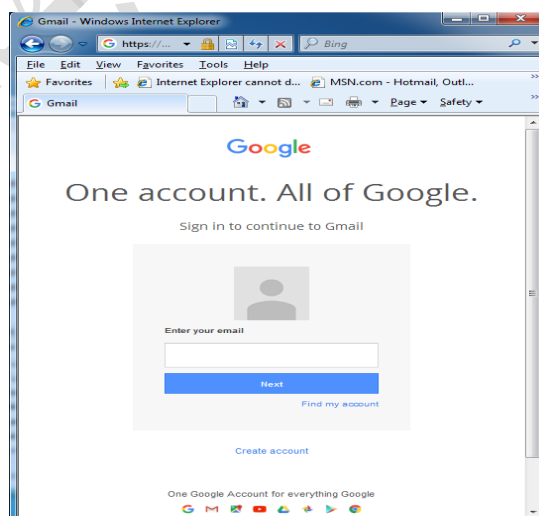 Gmail - Windows Internet Explorer
https://... Bing
File Edit View Favorites Tools Help
Favorites Internet Explorer cannot d... MSN.com - Hotmail, Outl...
Gmail Page Safety
Google
One account. All of Google.
Sign in to continue to Gmail
Enter your email
Next
Find my account
Create account
One Google Account for everything Google